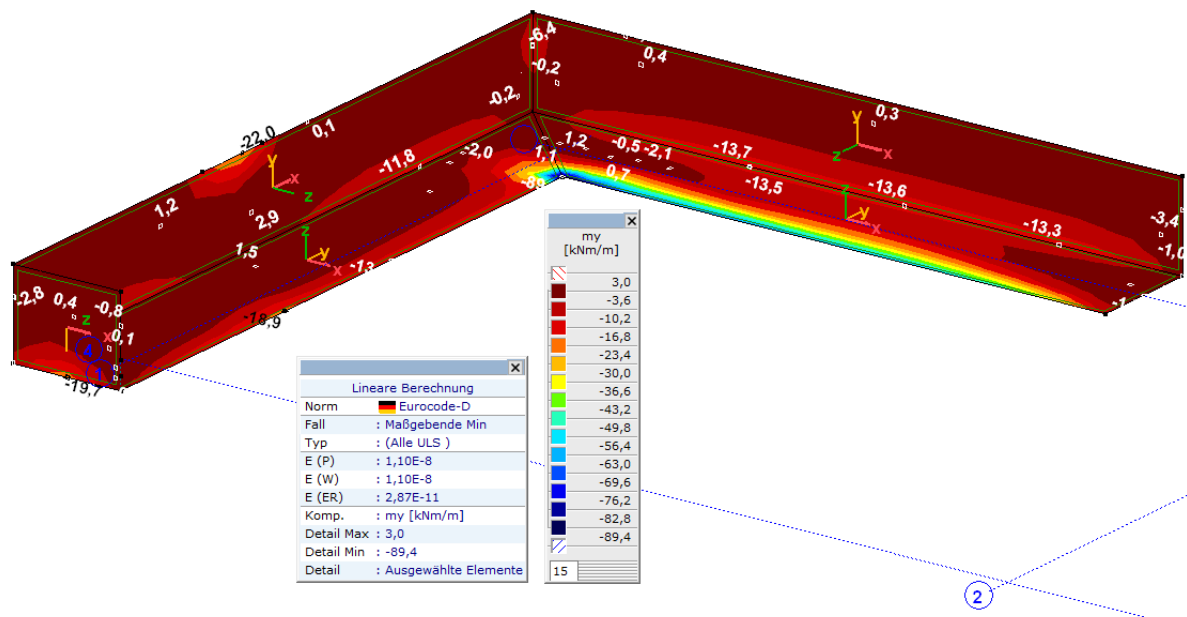 -6,4
0,4
-0,2
-0,2
0,1
0,3
-22,0
-11,8
-2,0
1,2
1,1
-0,5
-2,1
-13,7
0,7
-13,5
-13,6
-13,3
-3,4
-1,0
y
x
z
y
x
z
z
y
x
z
y
x
1,2
2,9
1,5
-13
-18,9
-2,8
0,4
-0,8
0,1
z
x
4
1
-19,7
-1
my
[kNm/m]
3,0
-3,6
-10,2
-16,8
-23,4
-30,0
-36,6
-43,2
-49,8
-56,4
-63,0
-69,6
-76,2
-82,8
-89,4
15
Lineare Berechnung
Norm Eurocode-D
Fall : Maßgebende Min
Typ : (Alle ULS )
E (P) : 1,10E-8
E (W) : 1,10E-8
E (ER) : 2,87E-11
Komp. : my [kNm/m]
Detail Max : 3,0
Detail Min : -89,4
Detail : Ausgewählte Elemente
2